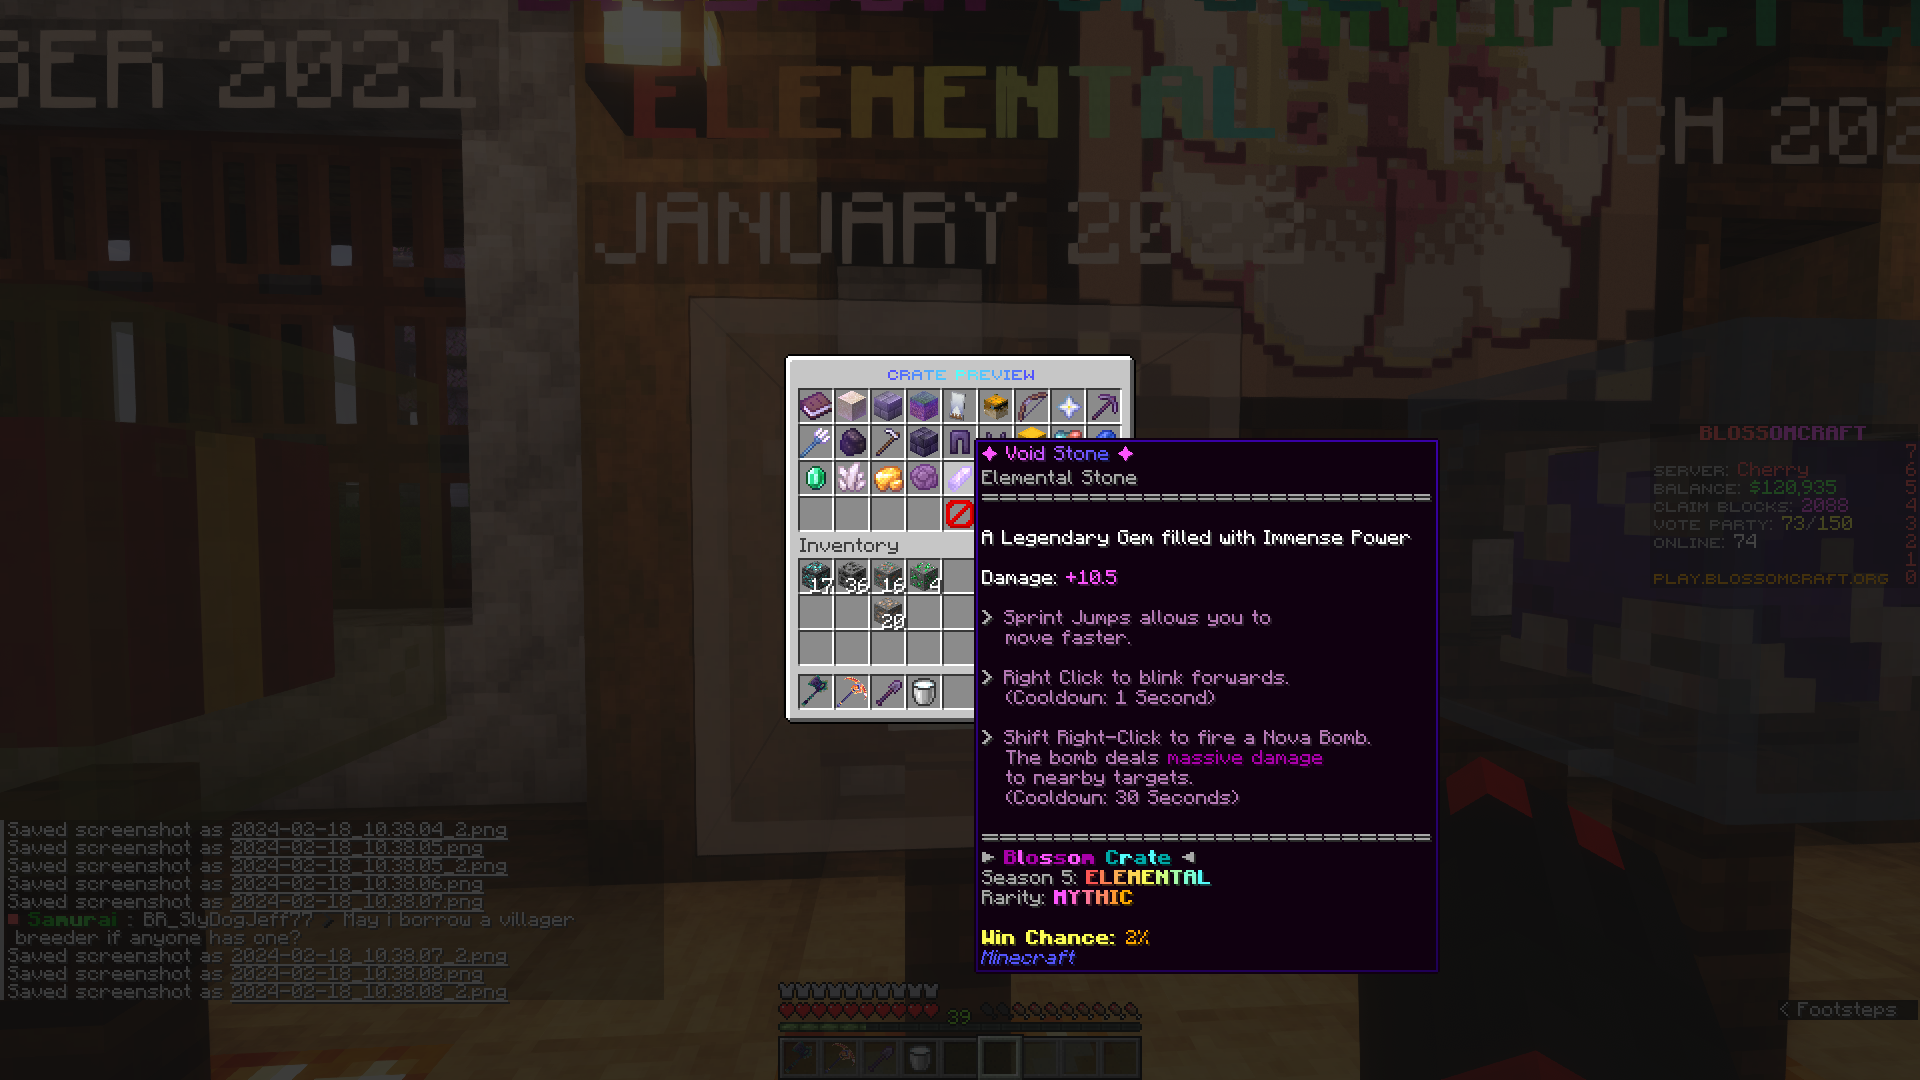 BER 2021
ELEMENTAL
ARTIFACT
JANUARY
CRATE PREVIEW
17
36
16
4
20
Inventory
✦ Void Stone ✦
Elemental Stone
A Legendary Gem filled with Immense Power
Damage: +10.5
> Sprint Jumps allows you to
move faster.
> Right Click to blink forwards.
(Cooldown: 1 Second)
> Shift Right-Click to fire a Nova Bomb.
The bomb deals massive damage
to nearby targets.
(Cooldown: 30 Seconds)
► Blossom Crate ◄
Season 5: ELEMENTAL
Rarity: MYTHIC
Win Chance: 2%
Minecraft
BLOSSOMCRAFT
7
SERVER: Cherry 6
BALANCE: $120,935 5
CLAIM BLOCKS: 2088 4
VOTE PARTY: 73/150 3
ONLINE: 74 2
1
PLAY.BLOSSOMCRAFT.ORG 0
Saved screenshot as 2024-02-18_10.38.04_2.png
Saved screenshot as 2024-02-18_10.38.05.png
Saved screenshot as 2024-02-18_10.38.05_2.png
Saved screenshot as 2024-02-18_10.38.06.png
Saved screenshot as 2024-02-18_10.38.07.png
Samurai : BR_SlyDogJeff77 / May i borrow a villager
breeder if anyone has one?
Saved screenshot as 2024-02-18_10.38.07_2.png
Saved screenshot as 2024-02-18_10.38.08.png
Saved screenshot as 2024-02-18_10.38.08_2.png
39
< Footsteps